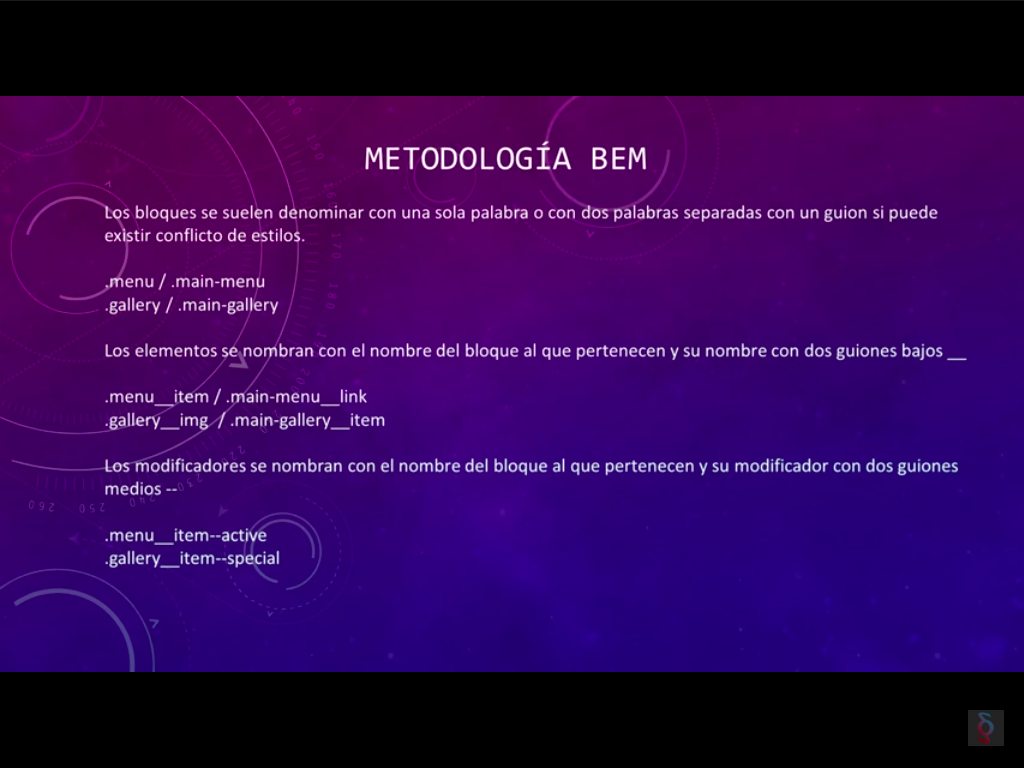 METODOLOGÍA BEM
Los bloques se suelen denominar con una sola palabra o con dos palabras separadas con un guion si puede
existir conflicto de estilos.
.menu / .main-menu
.gallery / .main-gallery
Los elementos se nombran con el nombre del bloque al que pertenecen y su nombre con dos guiones bajos __
.menu__item / .main-menu__link
.gallery__img / .main-gallery__item
Los modificadores se nombran con el nombre del bloque al que pertenecen y su modificador con dos guiones
medios --
.menu__item--active
.gallery__item--special